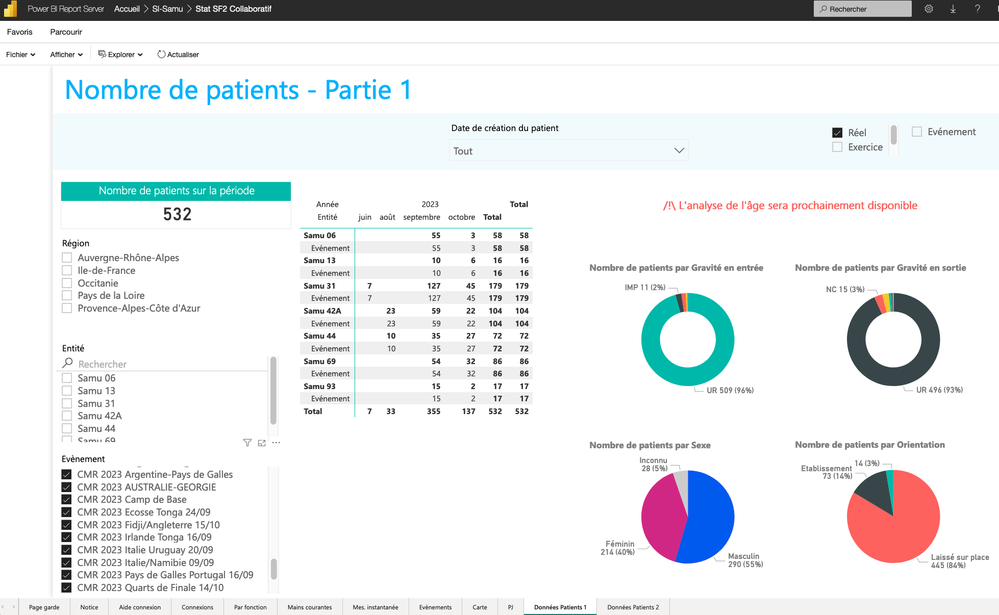 Power BI Report Server Accueil > SI-Samu > Stat SF2 Collaboratif
Rechercher
?
Favoris Parcourir
Fichier Afficher Explorer Actualiser
Nombre de patients - Partie 1
Date de création du patient
Tout
Réel
Exercice
Evénement
Nombre de patients sur la période
532
Région
Auvergne-Rhône-Alpes
Ile-de-France
Occitanie
Pays de la Loire
Provence-Alpes-Côte d'Azur
Entité
Rechercher
Samu 06
Samu 13
Samu 31
Samu 42A
Samu 44
Samu 69
Evènement
CMR 2023 Argentine-Pays de Galles
CMR 2023 AUSTRALIE-GEORGIE
CMR 2023 Camp de Base
CMR 2023 Ecosse Tonga 24/09
CMR 2023 Fidji/Angleterre 15/10
CMR 2023 Irlande Tonga 16/09
CMR 2023 Italie Uruguay 20/09
CMR 2023 Italie/Namibie 09/09
CMR 2023 Pays de Galles Portugal 16/09
CMR 2023 Quarts de Finale 14/10
Année 2023 Total
Entité juin août septembre octobre Total
Samu 06 55 3 58 58
Evénement 55 3 58 58
Samu 13 10 6 16 16
Evénement 10 6 16 16
Samu 31 7 127 45 179 179
Evénement 7 127 45 179 179
Samu 42A 23 59 22 104 104
Evénement 23 59 22 104 104
Samu 44 10 35 27 72 72
Evénement 10 35 27 72 72
Samu 69 54 32 86 86
Evénement 54 32 86 86
Samu 93 15 2 17 17
Evénement 15 2 17 17
Total 7 33 355 137 532 532
/!\ L'analyse de l'âge sera prochainement disponible
Nombre de patients par Gravité en entrée
IMP 11 (2%)
UR 509 (96%)
Nombre de patients par Gravité en sortie
NC 15 (3%)
UR 496 (93%)
Nombre de patients par Sexe
Inconnu
28 (5%)
Féminin
214 (40%)
Masculin
290 (55%)
Nombre de patients par Orientation
14 (3%)
Etablissement
73 (14%)
Laissé sur place
445 (84%)
Page garde Notice Aide connexion Connexions Par fonction Mains courantes Mes. instantanée Evènements Carte PJ Données Patients 1 Données Patients 2